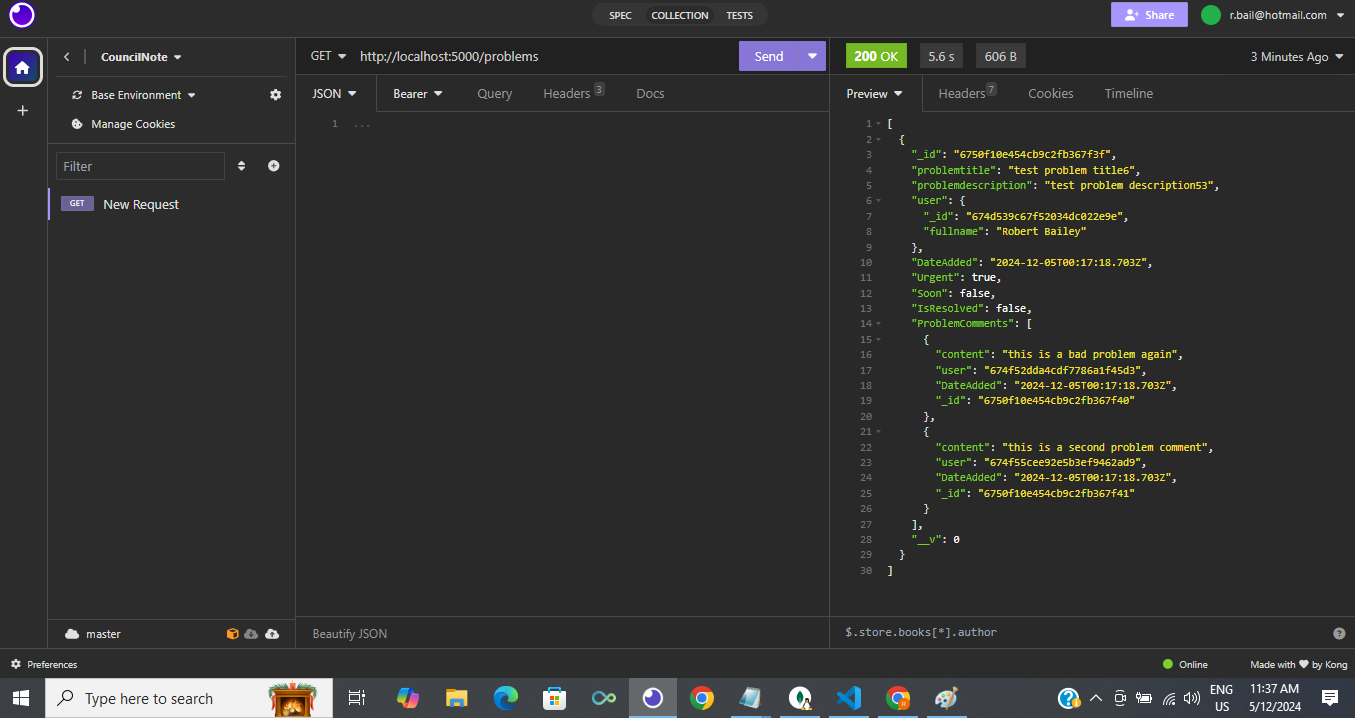 SPEC COLLECTION TESTS Share r.bail@hotmail.com
CouncilNote
GET http://localhost:5000/problems Send 200 OK 5.6 s 606 B 3 Minutes Ago
Base Environment
JSON Bearer Query Headers 3 Docs
Preview Headers 7 Cookies Timeline
Manage Cookies
Filter
GET New Request
1 ...
1 [
2 {
3 "_id": "6750f10e454cb9c2fb367f3f",
4 "problemtitle": "test problem title6",
5 "problemdescription": "test problem description53",
6 "user": {
7 "_id": "674d539c67f52034dc022e9e",
8 "fullname": "Robert Bailey"
9 },
10 "DateAdded": "2024-12-05T00:17:18.703Z",
11 "Urgent": true,
12 "Soon": false,
13 "IsResolved": false,
14 "ProblemComments": [
15 {
16 "content": "this is a bad problem again",
17 "user": "674f52dda4cdf7786a1f45d3",
18 "DateAdded": "2024-12-05T00:17:18.703Z",
19 "_id": "6750f10e454cb9c2fb367f40"
20 },
21 {
22 "content": "this is a second problem comment",
23 "user": "674f55cee92e5b3ef9462ad9",
24 "DateAdded": "2024-12-05T00:17:18.703Z",
25 "_id": "6750f10e454cb9c2fb367f41"
26 }
27 ],
28 "__v": 0
29 }
30 ]
master
Beautify JSON
$.store.books[*].author
Preferences
Online Made with ❤ by Kong
Type here to search
ENG
US
11:37 AM
5/12/2024